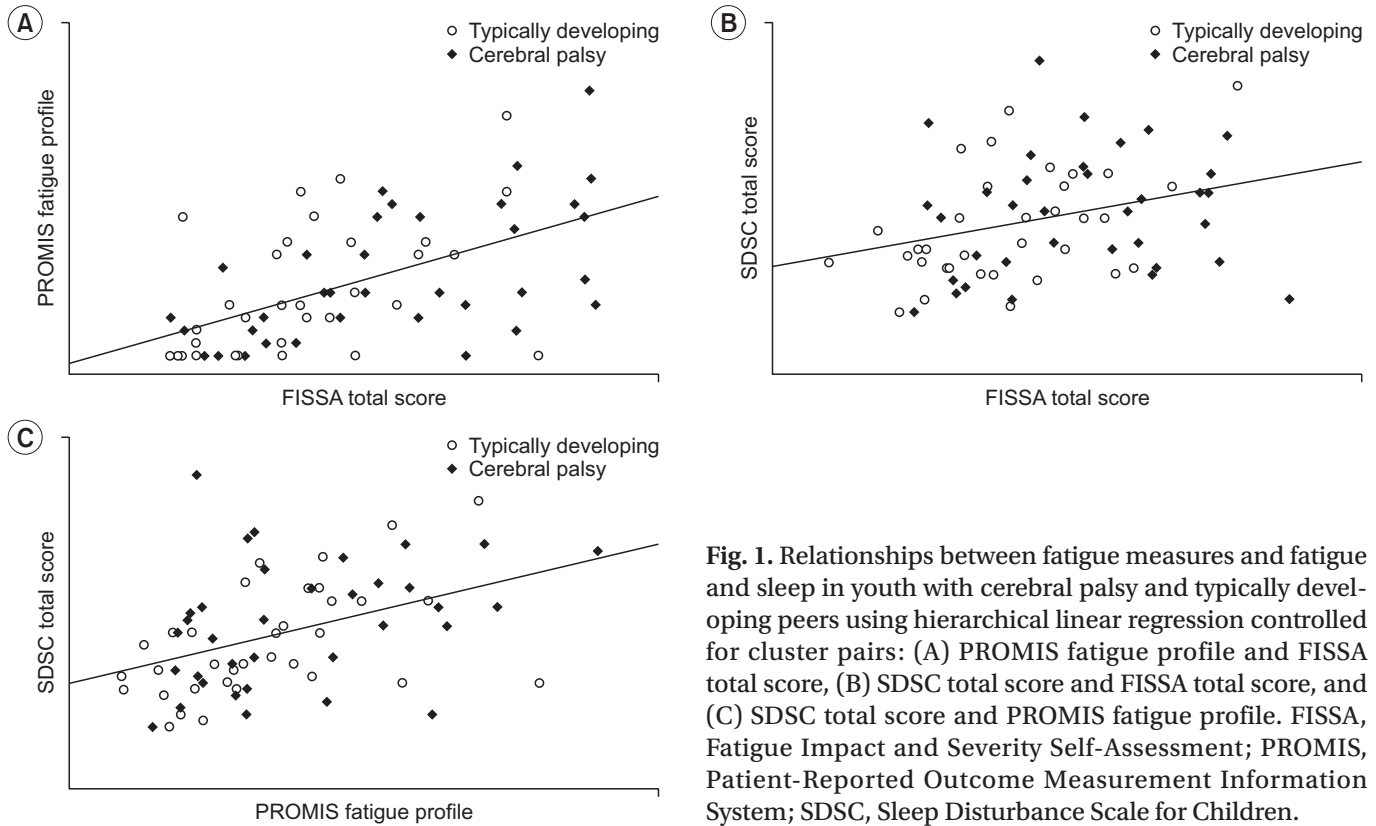 A
Typically developing
Cerebral palsy
PROMIS fatigue profile
FISSA total score
B
Typically developing
Cerebral palsy
SDSC total score
FISSA total score
C
Typically developing
Cerebral palsy
SDSC total score
PROMIS fatigue profile
Fig. 1. Relationships between fatigue measures and fatigue
and sleep in youth with cerebral palsy and typically devel-
oping peers using hierarchical linear regression controlled
for cluster pairs: (A) PROMIS fatigue profile and FISSA
total score, (B) SDSC total score and FISSA total score, and
(C) SDSC total score and PROMIS fatigue profile. FISSA,
Fatigue Impact and Severity Self-Assessment; PROMIS,
Patient-Reported Outcome Measurement Information
System; SDSC, Sleep Disturbance Scale for Children.